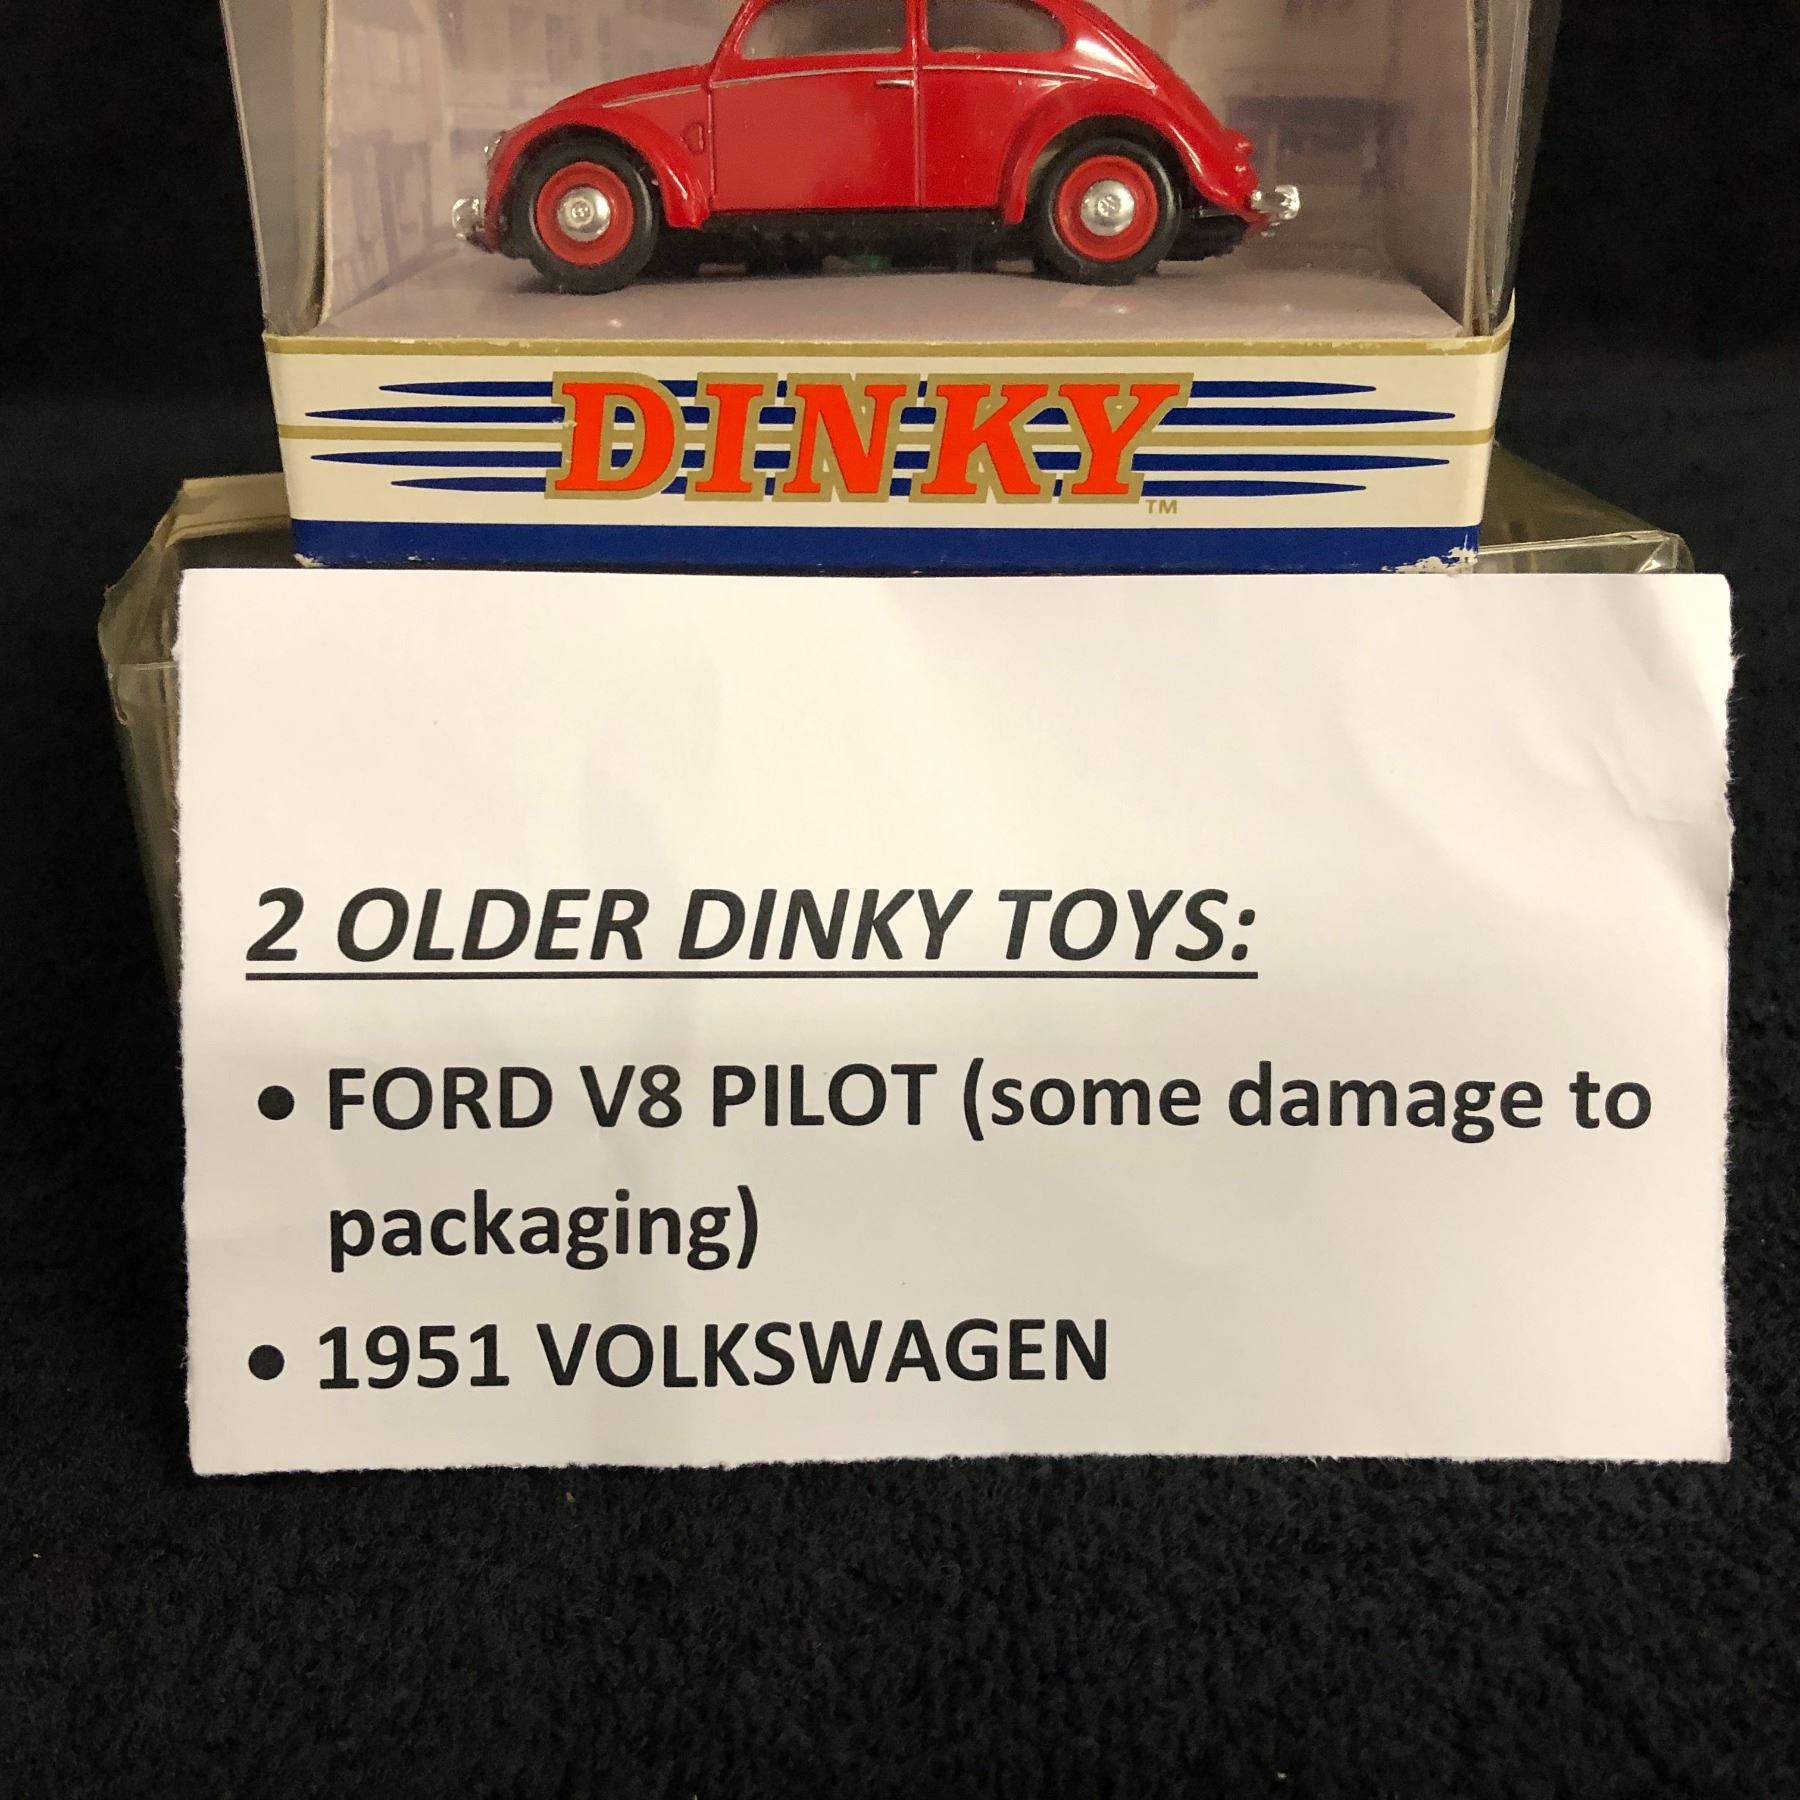 DINKY
TM
2 OLDER DINKY TOYS:
• FORD V8 PILOT (some damage to
packaging)
• 1951 VOLKSWAGEN